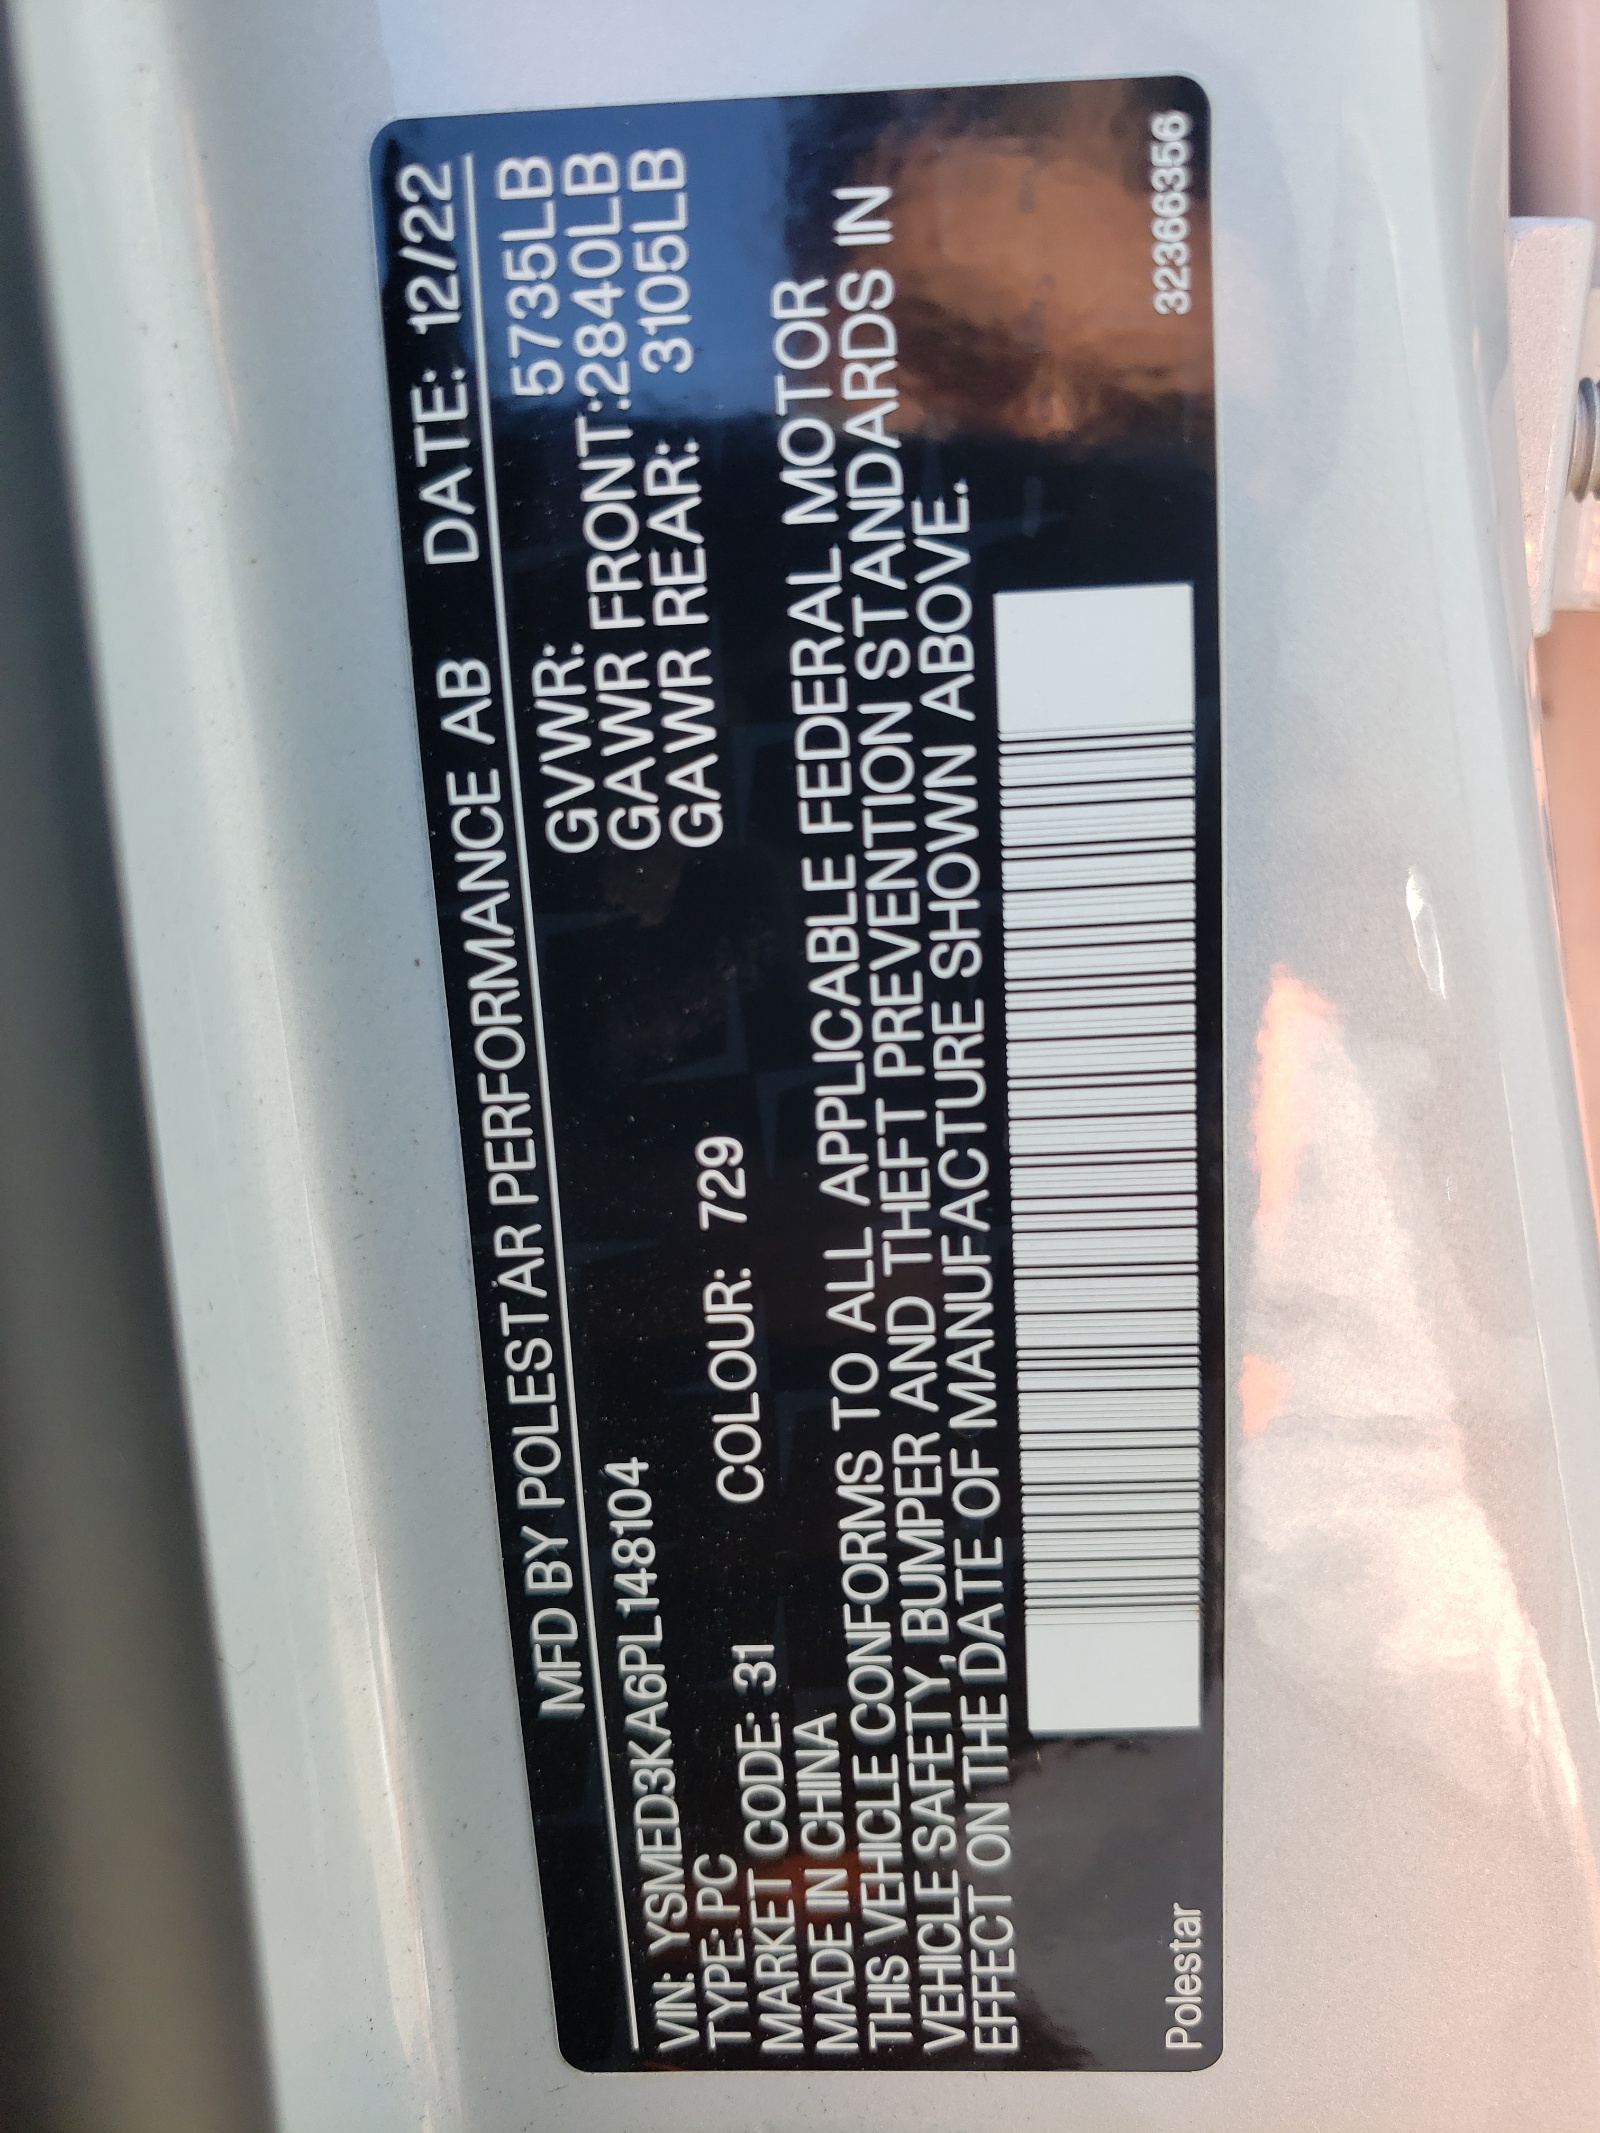 MFD BY POLESTAR PERFORMANCE AB DATE: 12/22
VIN: YSMED3KA6PL148104 GVWR: 5735LB
TYPE: PC GAWR FRONT:2840LB
MARKET CODE: 31 COLOUR: 729 GAWR REAR: 3105LB
MADE IN CHINA
THIS VEHICLE CONFORMS TO ALL APPLICABLE FEDERAL MOTOR
VEHICLE SAFETY, BUMPER AND THEFT PREVENTION STANDARDS IN
EFFECT ON THE DATE OF MANUFACTURE SHOWN ABOVE.
Polestar 32366356